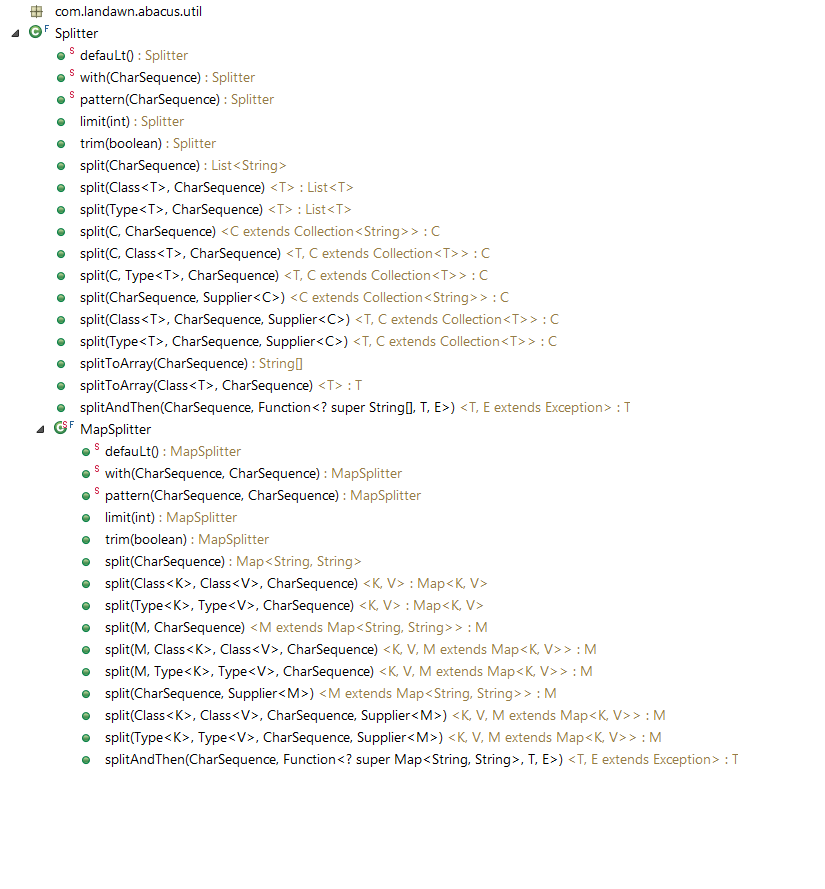 com.landawn.abacus.util
Splitter
defauLt() : Splitter
with(CharSequence) : Splitter
pattern(CharSequence) : Splitter
limit(int) : Splitter
trim(boolean) : Splitter
split(CharSequence) : List<String>
split(Class<T>, CharSequence) <T> : List<T>
split(Type<T>, CharSequence) <T> : List<T>
split(C, CharSequence) <C extends Collection<String>> : C
split(C, Class<T>, CharSequence) <T, C extends Collection<T>> : C
split(C, Type<T>, CharSequence) <T, C extends Collection<T>> : C
split(CharSequence, Supplier<C>) <C extends Collection<String>> : C
split(Class<T>, CharSequence, Supplier<C>) <T, C extends Collection<T>> : C
split(Type<T>, CharSequence, Supplier<C>) <T, C extends Collection<T>> : C
splitToArray(CharSequence) : String[]
splitToArray(Class<T>, CharSequence) <T> : T
splitAndThen(CharSequence, Function<? super String[], T, E>) <T, E extends Exception> : T
MapSplitter
defauLt() : MapSplitter
with(CharSequence, CharSequence) : MapSplitter
pattern(CharSequence, CharSequence) : MapSplitter
limit(int) : MapSplitter
trim(boolean) : MapSplitter
split(CharSequence) : Map<String, String>
split(Class<K>, Class<V>, CharSequence) <K, V> : Map<K, V>
split(Type<K>, Type<V>, CharSequence) <K, V> : Map<K, V>
split(M, CharSequence) <M extends Map<String, String>> : M
split(M, Class<K>, Class<V>, CharSequence) <K, V, M extends Map<K, V>> : M
split(M, Type<K>, Type<V>, CharSequence) <K, V, M extends Map<K, V>> : M
split(CharSequence, Supplier<M>) <M extends Map<String, String>> : M
split(Class<K>, Class<V>, CharSequence, Supplier<M>) <K, V, M extends Map<K, V>> : M
split(Type<K>, Type<V>, CharSequence, Supplier<M>) <K, V, M extends Map<K, V>> : M
splitAndThen(CharSequence, Function<? super Map<String, String>, T, E>) <T, E extends Exception> : T